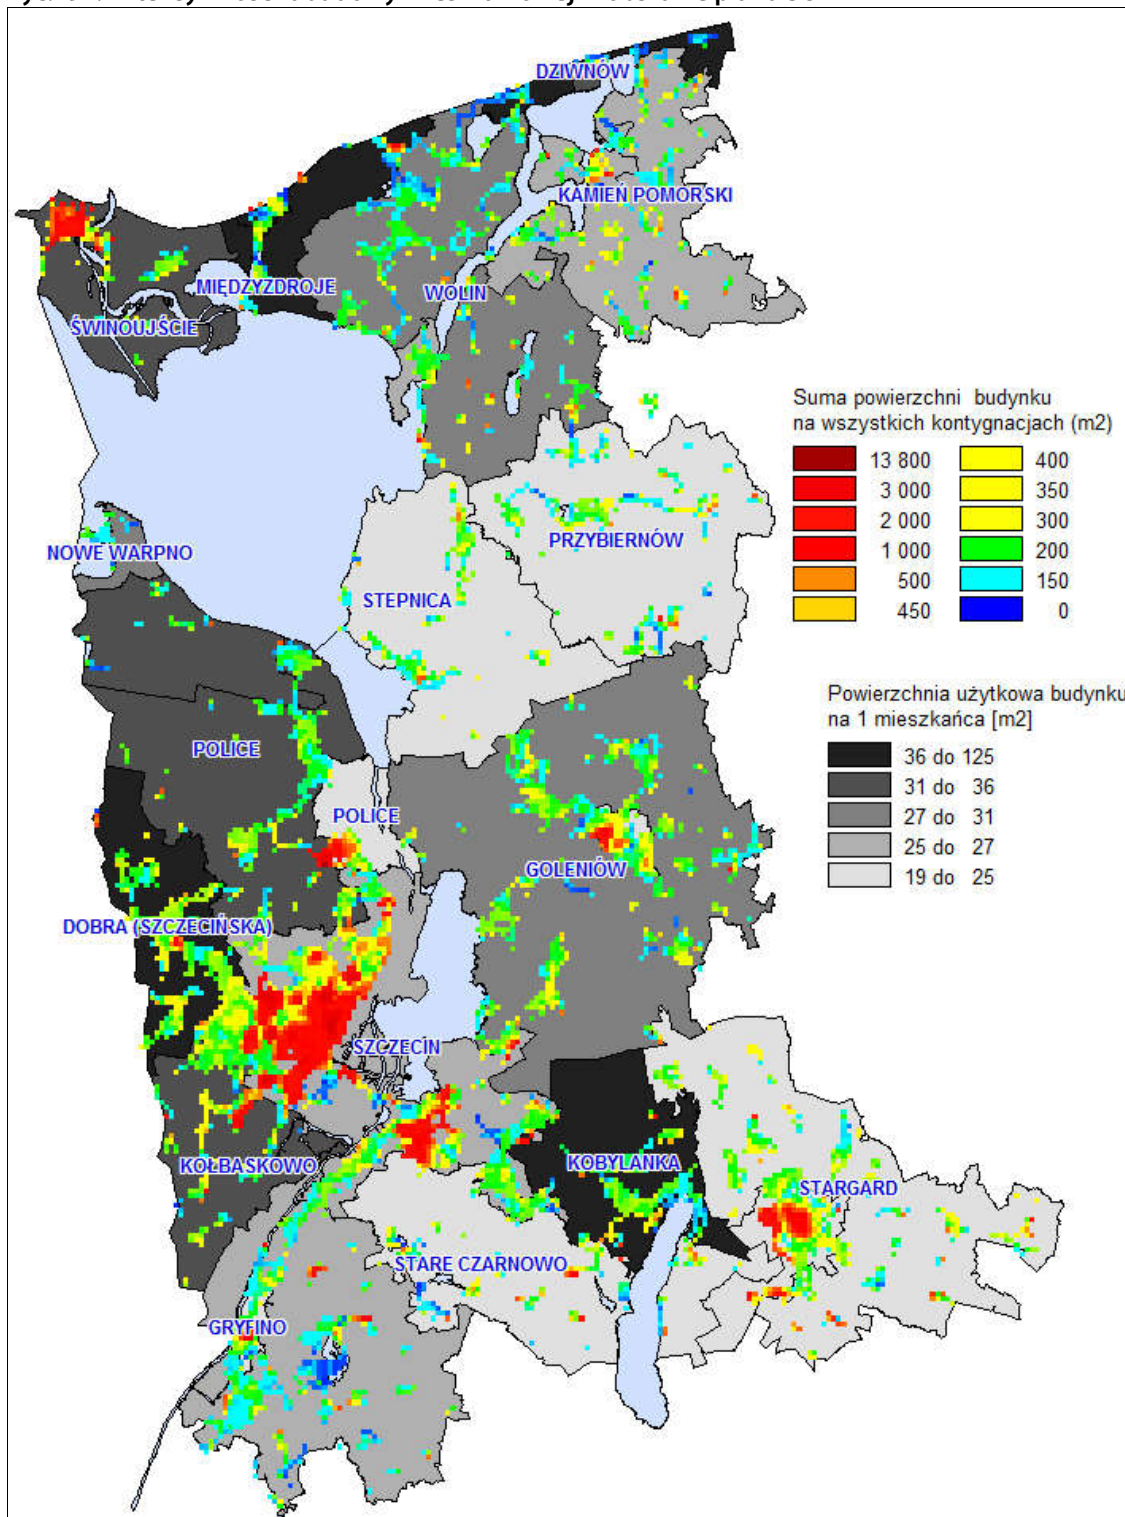 DZIWNÓW
KAMIEŃ POMORSKI
MIĘDZYZDROJE
WOLIN
ŚWINOUJŚCIE
Suma powierzchni budynku
na wszystkich kontygnacjach (m2)
13 800 400
3 000 350
2 000 300
1 000 200
500 150
450 0
NOWE WARPNO
PRZYBIERNÓW
STEPNICA
Powierzchnia użytkowa budynku
na 1 mieszkańca [m2]
36 do 125
31 do 36
27 do 31
25 do 27
19 do 25
POLICE
POLICE
GOLENIÓW
DOBRA (SZCZECIŃSKA)
SZCZECIN
KOŁBASKOWO
KOBYLANKA
STARGARD
STARE CZARNOWO
GRYFINO